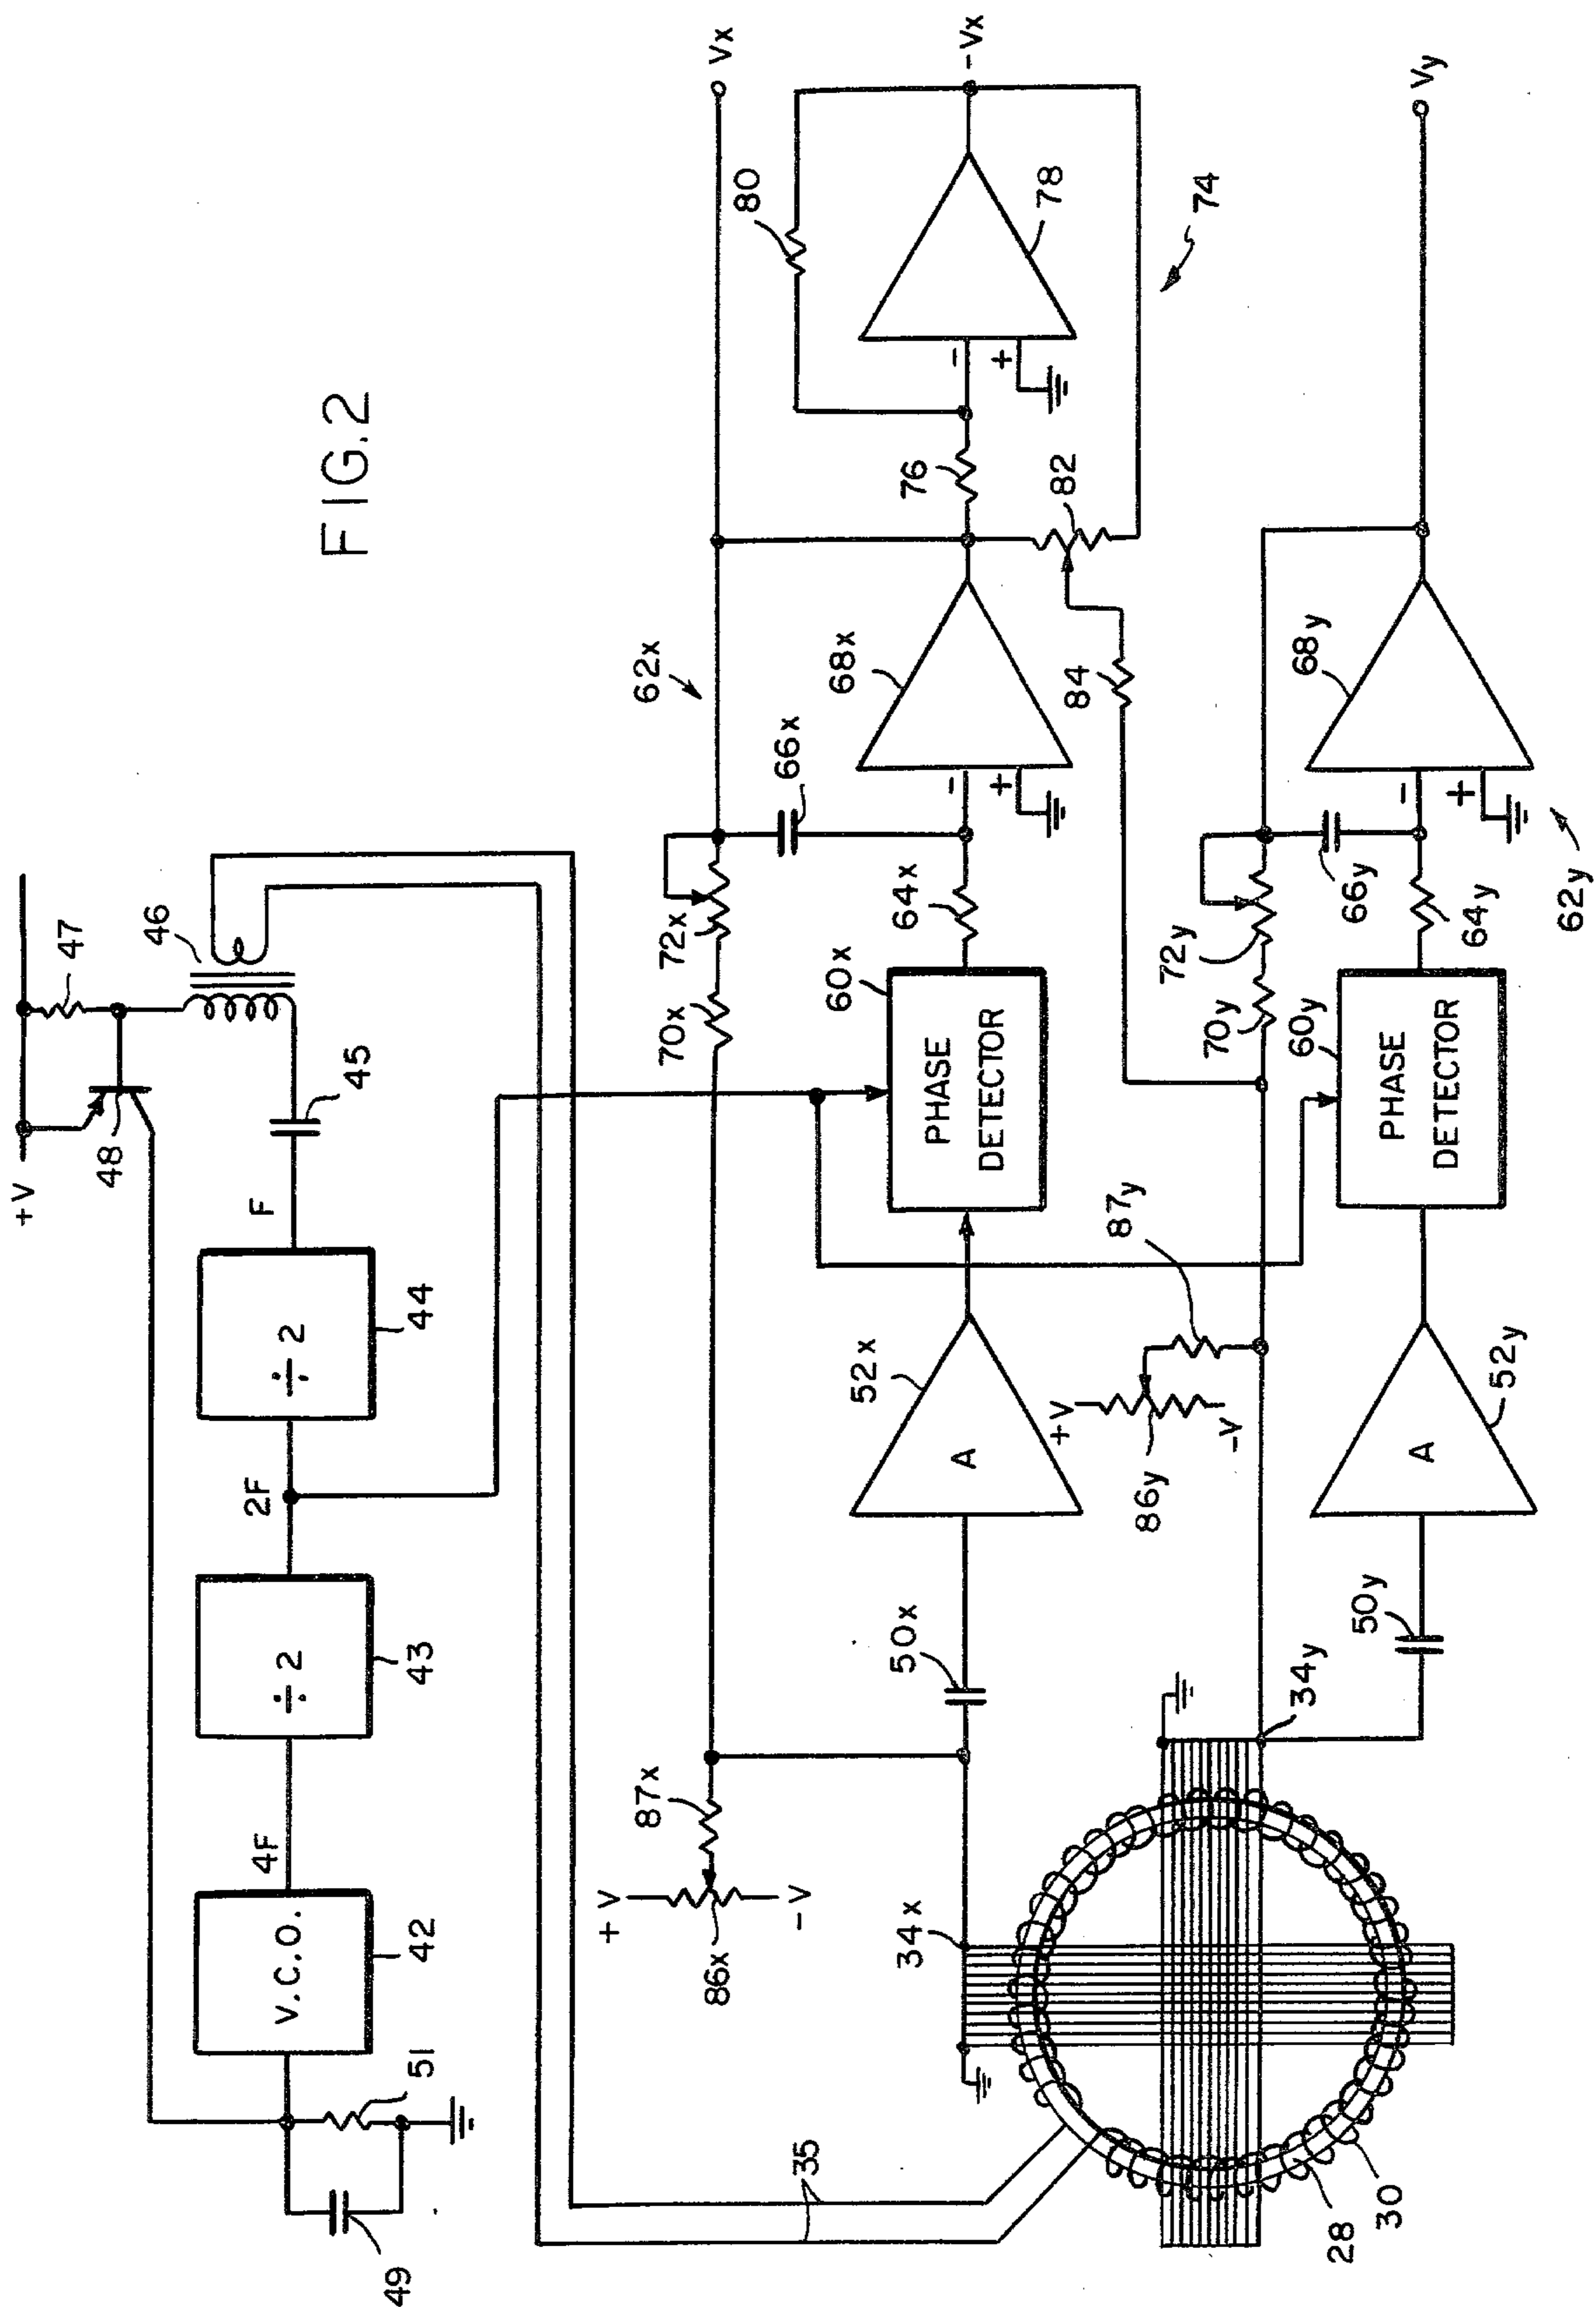 FIG. 2
+V
47
46
48
45
F
÷ 2
44
2F
÷ 2
43
4F
V.C.O.
42
51
49
35
Vx
62x
72x
70x
66x
80
-Vx
78
-
+
74
76
82
84
68x
-
+
64x
60x
PHASE
DETECTOR
52x
A
50x
87x
+V
-V
86x
34x
Vy
68y
-
+
62y
66y
64y
72y
70y
60y
PHASE
DETECTOR
87y
+V
-V
86y
52y
A
50y
34y
28
30